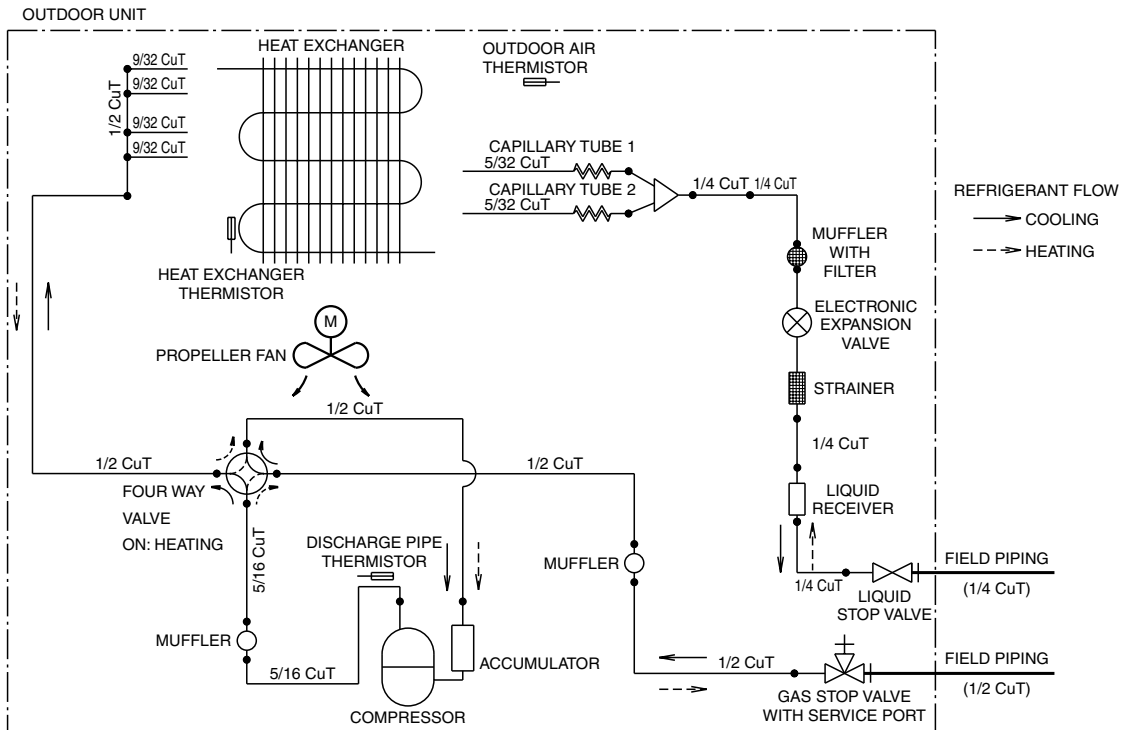 OUTDOOR UNIT
HEAT EXCHANGER
OUTDOOR AIR
THERMISTOR
9/32 CuT
9/32 CuT
9/32 CuT
9/32 CuT
1/2 CuT
CAPILLARY TUBE 1
5/32 CuT
CAPILLARY TUBE 2
5/32 CuT
1/4 CuT
1/4 CuT
REFRIGERANT FLOW
COOLING
HEATING
MUFFLER
WITH
FILTER
HEAT EXCHANGER
THERMISTOR
ELECTRONIC
EXPANSION
VALVE
M
PROPELLER FAN
STRAINER
1/2 CuT
1/4 CuT
1/2 CuT
1/2 CuT
FOUR WAY
VALVE
ON: HEATING
LIQUID
RECEIVER
5/16 CuT
DISCHARGE PIPE
THERMISTOR
MUFFLER
1/4 CuT
LIQUID
STOP VALVE
FIELD PIPING
(1/4 CuT)
MUFFLER
5/16 CuT
ACCUMULATOR
COMPRESSOR
1/2 CuT
GAS STOP VALVE
WITH SERVICE PORT
FIELD PIPING
(1/2 CuT)